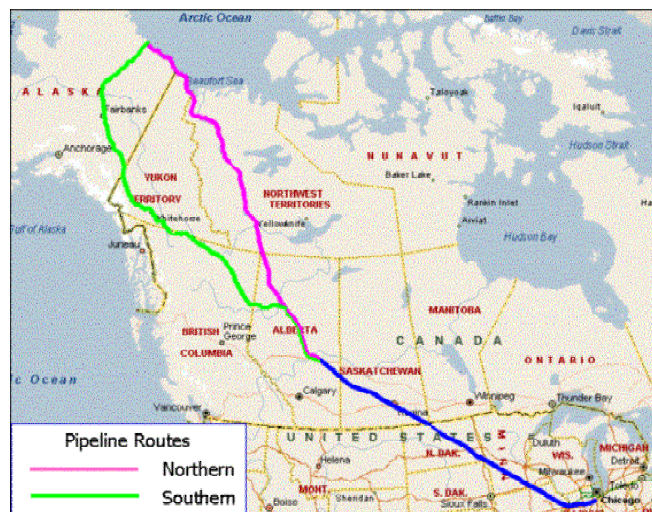 Arctic Ocean
Baffin Bay
Davis Strait
Beaufort Sea
ALASKA
Fairbanks
Taloyoak
Iqaluit
Anchorage
NUNAVUT
Hudson Strait
YUKON
TERRITORY
Baker Lake
NORTHWEST
TERRITORIES
Rankin Inlet
Whitehorse
Yellowknife
Arviat
Gulf of Alaska
Juneau
Hudson Bay
MANITOBA
BRITISH
COLUMBIA
Prince
George
ALBERTA
CANADA
ONTARIO
SASKATCHEWAN
Calgary
Regina
Winnipeg
Thunder Bay
Vancouver
Pipeline Routes
Northern
Southern
UNITED STATES
Helena
N. DAK.
Duluth
WIS.
MICHIGAN
Milwaukee
Detroit
Toledo
MONT.
Sheridan
S. DAK.
Sioux Falls
Chicago
Boise